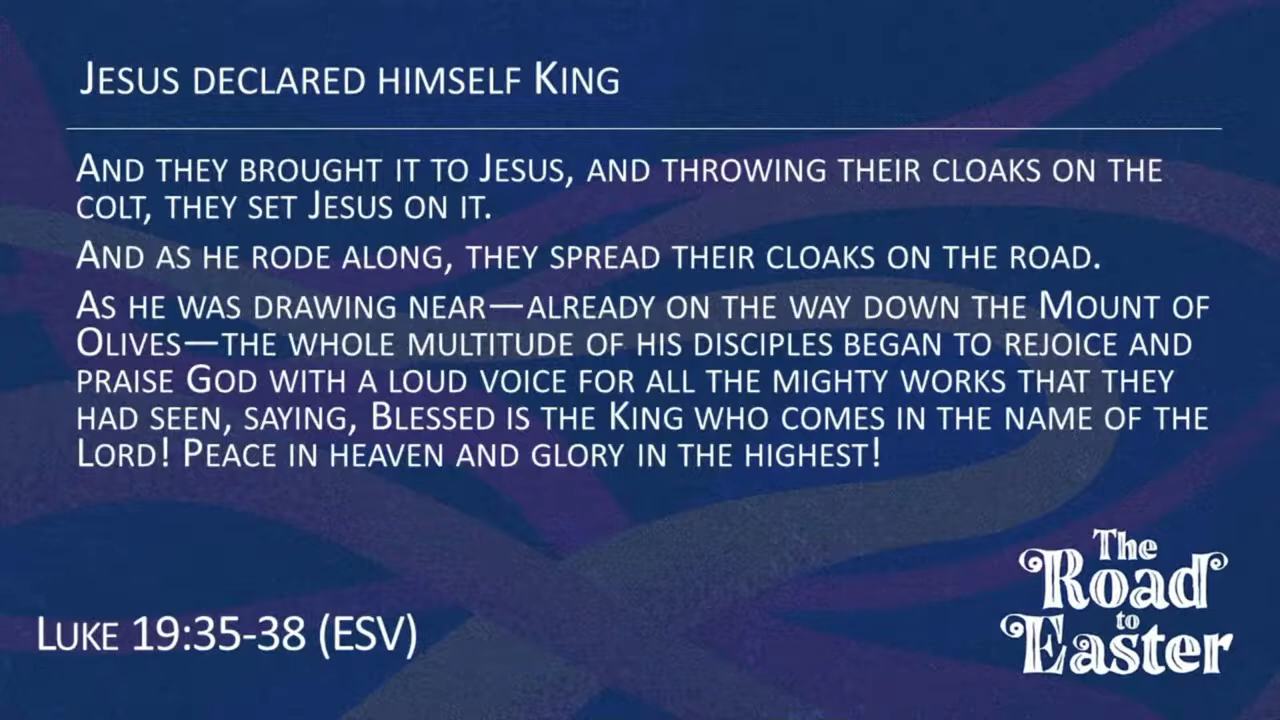 Jesus declared himself King
And they brought it to Jesus, and throwing their cloaks on the
colt, they set Jesus on it.
And as he rode along, they spread their cloaks on the road.
As he was drawing near—already on the way down the Mount of
Olives—the whole multitude of his disciples began to rejoice and
praise God with a loud voice for all the mighty works that they
had seen, saying, Blessed is the King who comes in the name of the
Lord! Peace in heaven and glory in the highest!
Luke 19:35-38 (ESV)
The
Road
to
Easter